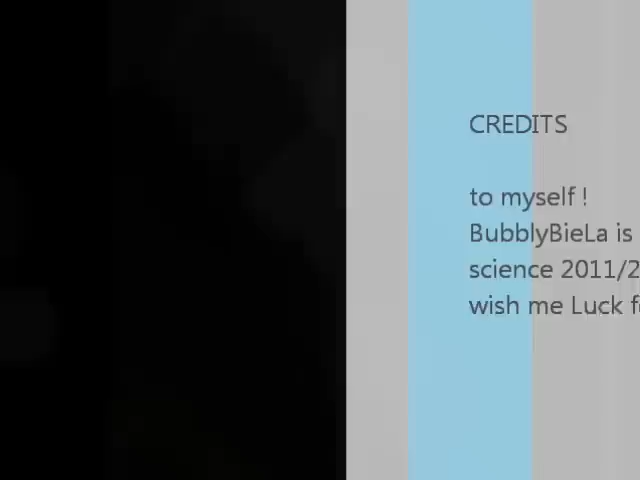 CREDITS
to myself !
BubblyBieLa is
science 2011/2
wish me Luck f